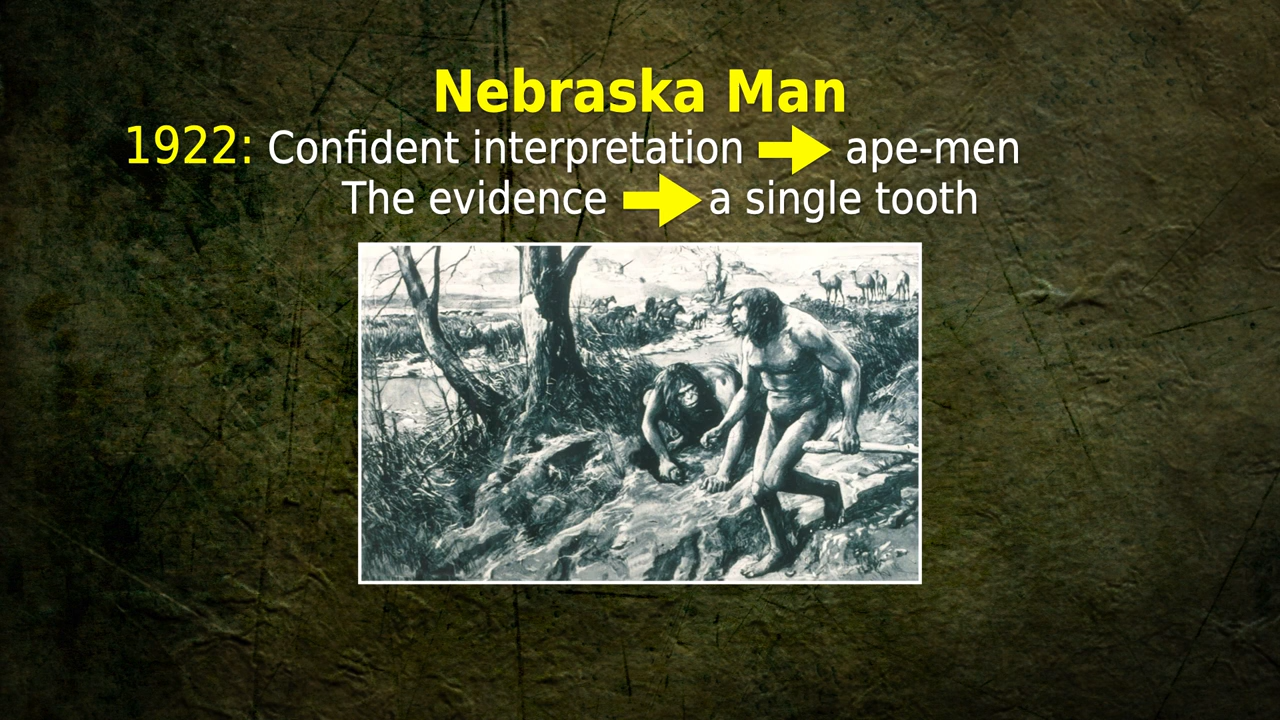 Nebraska Man
1922: Confident interpretation ape-men
The evidence a single tooth